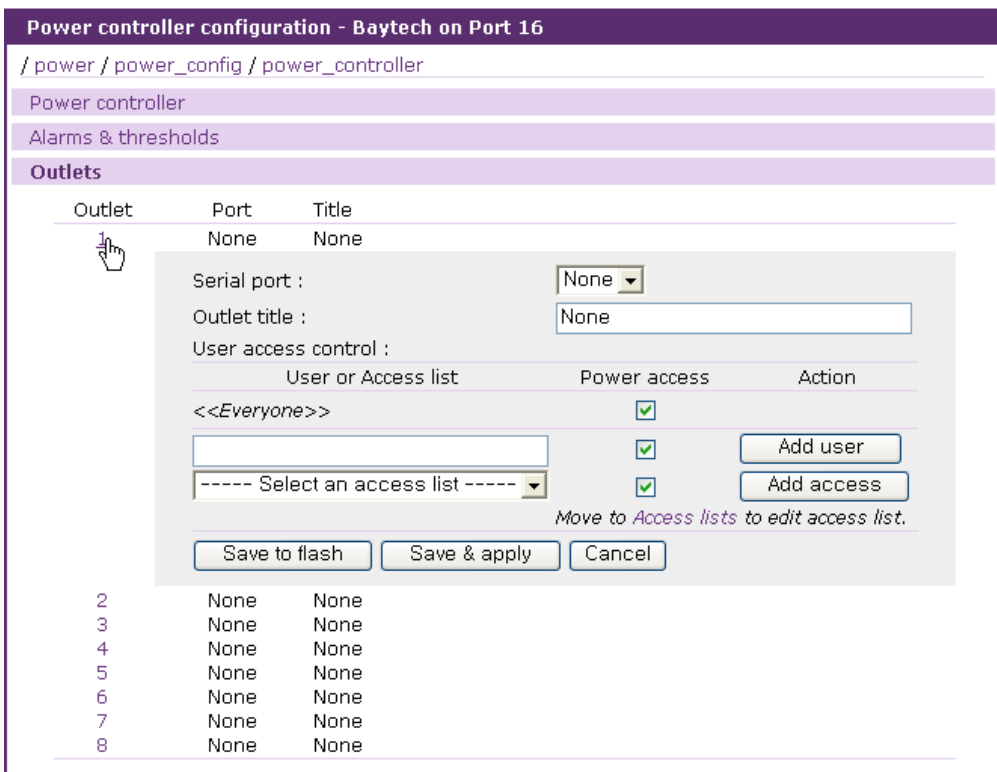 Power controller configuration - Baytech on Port 16
/ power / power_config / power_controller
Power controller
Alarms & thresholds
Outlets
Outlet Port Title
1 None None
Serial port : None
Outlet title : None
User access control :
User or Access list Power access Action
<<Everyone>>
Add user
----- Select an access list ----- Add access
Move to Access lists to edit access list.
Save to flash Save & apply Cancel
2 None None
3 None None
4 None None
5 None None
6 None None
7 None None
8 None None